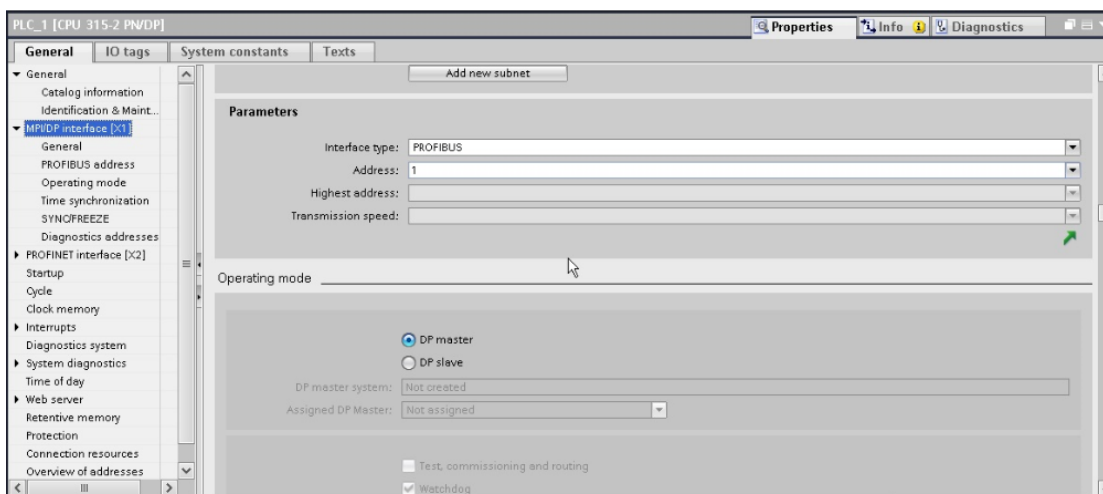 PLC_1 [CPU 315-2 PN/DP]
Properties
Info
Diagnostics
General
IO tags
System constants
Texts
General
Catalog information
Identification & Maint...
MPI/DP interface [X1]
General
PROFIBUS address
Operating mode
Time synchronization
SYNC/FREEZE
Diagnostics addresses
PROFINET interface [X2]
Startup
Cycle
Clock memory
Interrupts
Diagnostics system
System diagnostics
Time of day
Web server
Retentive memory
Protection
Connection resources
Overview of addresses
Add new subnet
Parameters
Interface type: PROFIBUS
Address: 1
Highest address:
Transmission speed:
Operating mode
DP master
DP slave
DP master system: Not created
Assigned DP Master: Not assigned
Test, commissioning and routing
Watchdog